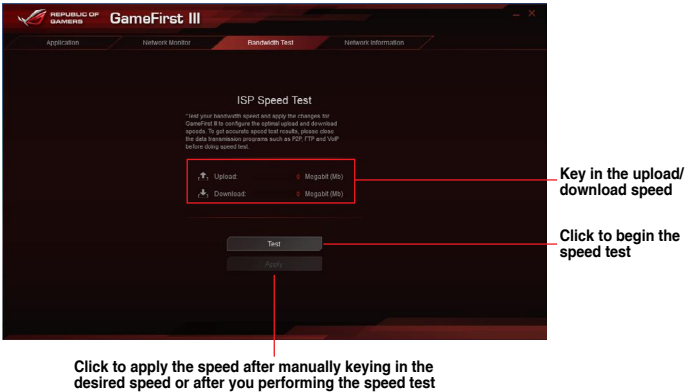 REPUBLIC OF
GAMERS
GameFirst III
Application
Network Monitor
Bandwidth Test
Network Information
ISP Speed Test
*Test your bandwidth speed and apply the changes for
GameFirst III to configure the optimal upload and download
speeds. To get accurate speed test results, please close
the data transmission programs such as P2P, FTP and VoIP
before doing speed test.
Upload: 0 Megabit (Mb)
Download: 0 Megabit (Mb)
Test
Apply
Key in the upload/
download speed
Click to begin the
speed test
Click to apply the speed after manually keying in the
desired speed or after you performing the speed test